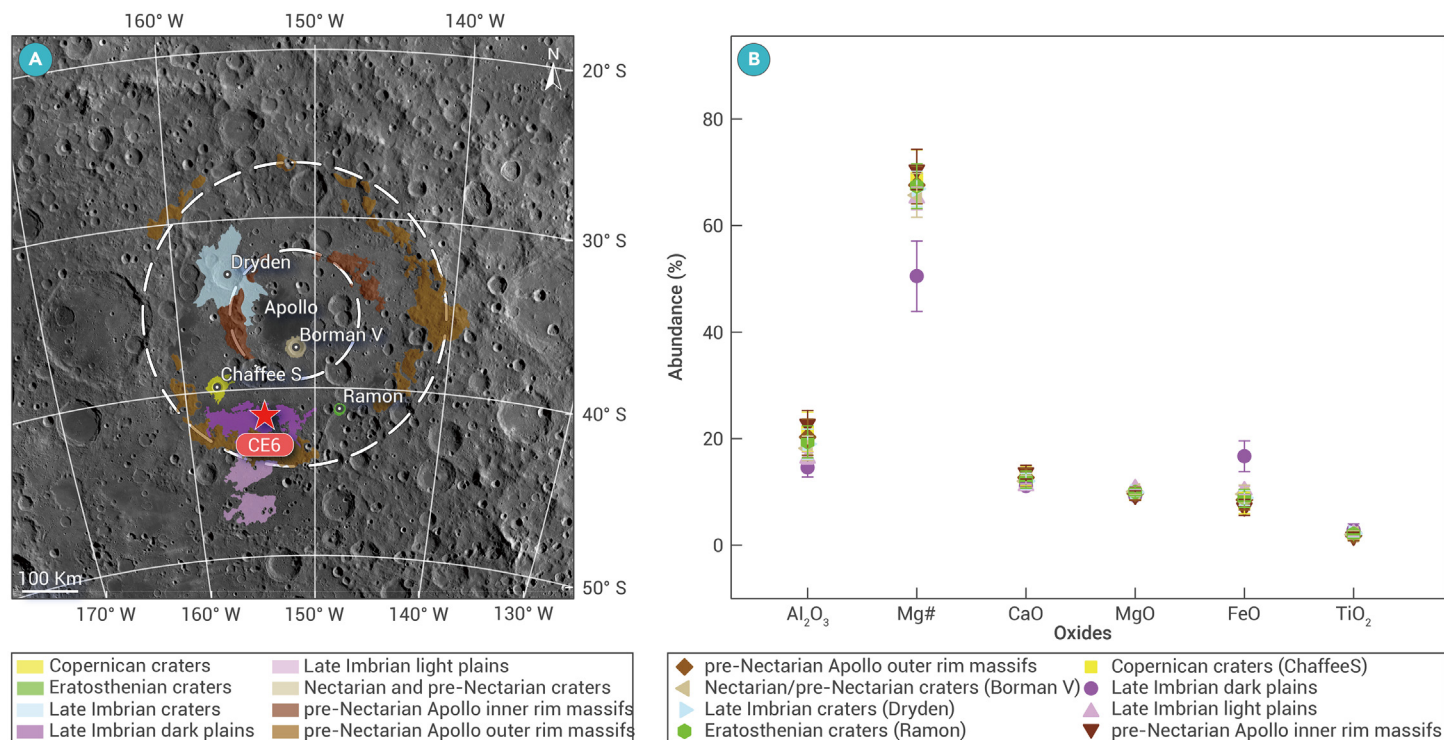 160° W 150° W 140° W
A
N
20° S
30° S
Dryden
Apollo
Borman V
Chaffee S
Ramon
40° S
CE6
100 Km
50° S
170° W 160° W 150° W 140° W 130° W
Copernican craters
Eratosthenian craters
Late Imbrian craters
Late Imbrian dark plains
Late Imbrian light plains
Nectarian and pre-Nectarian craters
pre-Nectarian Apollo inner rim massifs
pre-Nectarian Apollo outer rim massifs
B
80
60
40
20
0
Abundance (%)
Al₂O₃ Mg# CaO MgO FeO TiO₂
Oxides
pre-Nectarian Apollo outer rim massifs
Nectarian/pre-Nectarian craters (Borman V)
Late Imbrian craters (Dryden)
Eratosthenian craters (Ramon)
Copernican craters (ChaffeeS)
Late Imbrian dark plains
Late Imbrian light plains
pre-Nectarian Apollo inner rim massifs